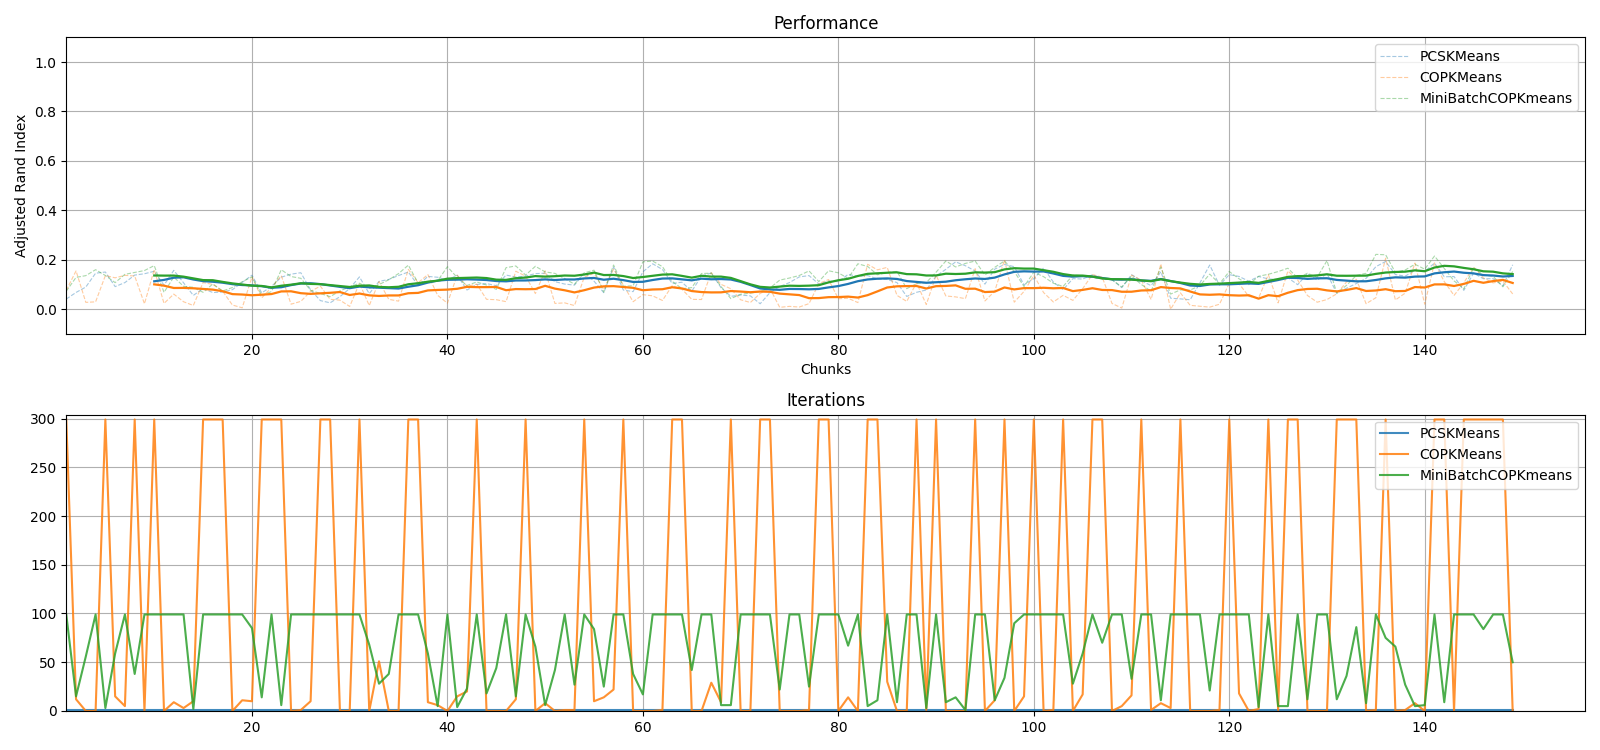 Performance
Adjusted Rand Index
1.0
0.8
0.6
0.4
0.2
0.0
PCSKMeans
COPKMeans
MiniBatchCOPKmeans
20 40 60 80 100 120 140
Chunks
Iterations
300
250
200
150
100
50
0
PCSKMeans
COPKMeans
MiniBatchCOPKmeans
20 40 60 80 100 120 140